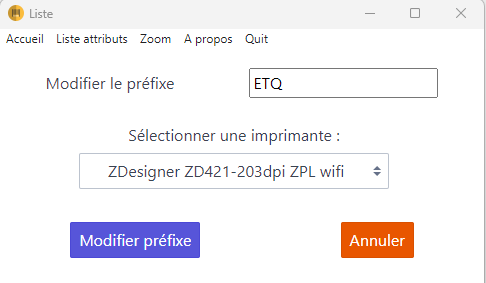 Liste
Accueil Liste attributs Zoom A propos Quit
Modifier le préfixe ETQ
Sélectionner une imprimante :
ZDesigner ZD421-203dpi ZPL wifi
Modifier préfixe Annuler